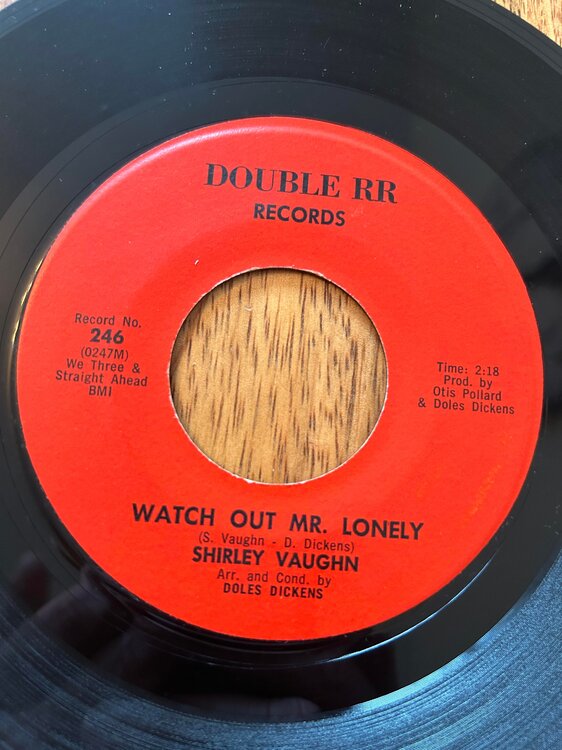 DOUBLE RR
RECORDS
Record No.
246
(0247M)
We Three &
Straight Ahead
BMI
Time: 2:18
Prod. by
Otis Pollard
& Doles Dickens
WATCH OUT MR. LONELY
(S. Vaughn - D. Dickens)
SHIRLEY VAUGHN
Arr. and Cond. by
DOLES DICKENS